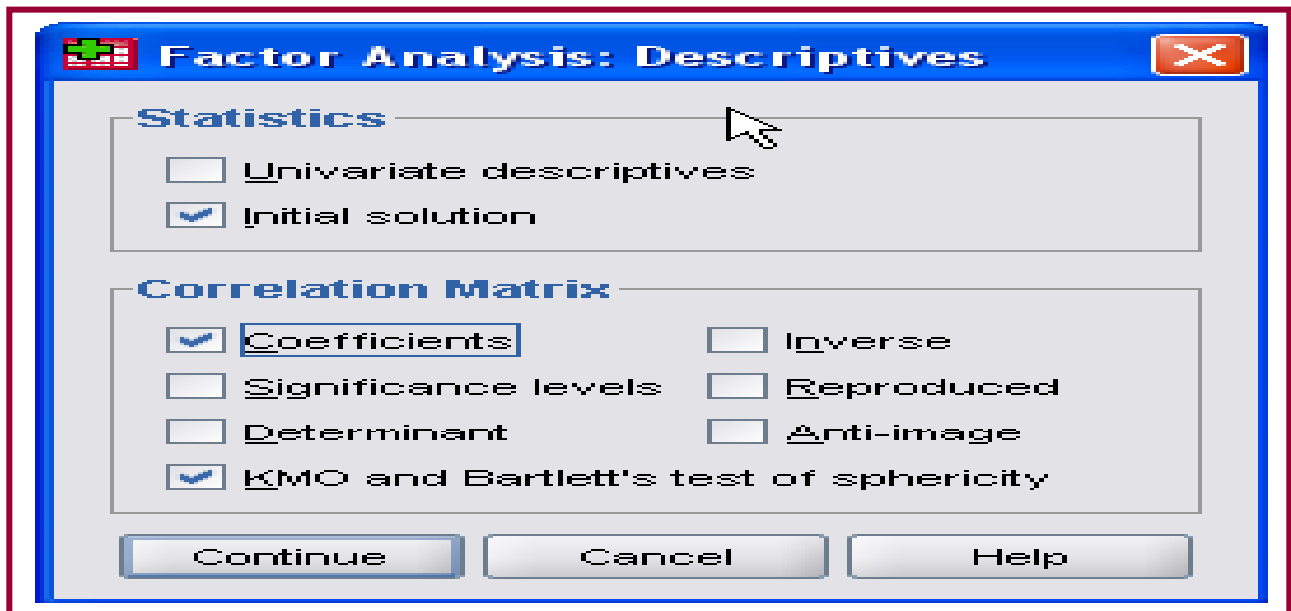 Factor Analysis: Descriptives
Statistics
Univariate descriptives
Initial solution
Correlation Matrix
Coefficients
Inverse
Significance levels
Reproduced
Determinant
Anti-image
KMO and Bartlett's test of sphericity
Continue
Cancel
Help